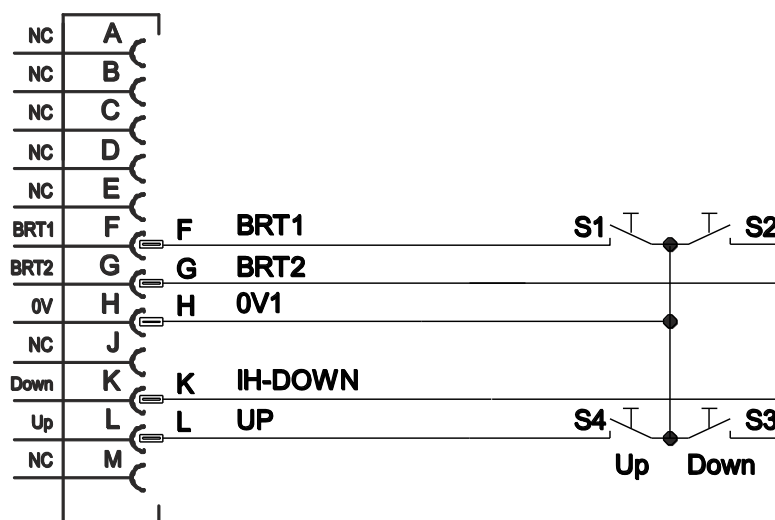 NC A
NC B
NC C
NC D
NC E
BRT1 F F BRT1 S1 S2
BRT2 G G BRT2
0V H H 0V1
NC J
Down K K IH-DOWN
Up L L UP S4 S3
NC M Up Down